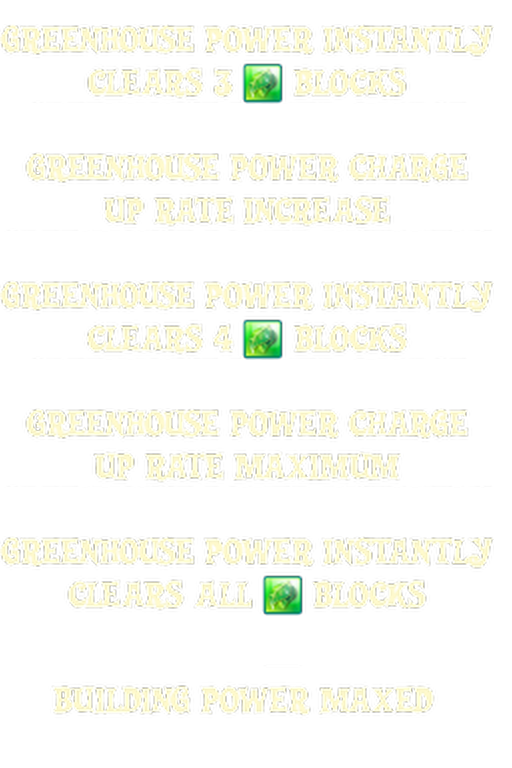 GREENHOUSE POWER INSTANTLY
CLEARS 3 BLOCKS
GREENHOUSE POWER CHARGE
UP RATE INCREASE
GREENHOUSE POWER INSTANTLY
CLEARS 4 BLOCKS
GREENHOUSE POWER CHARGE
UP RATE MAXIMUM
GREENHOUSE POWER INSTANTLY
CLEARS ALL BLOCKS
BUILDING POWER MAXED